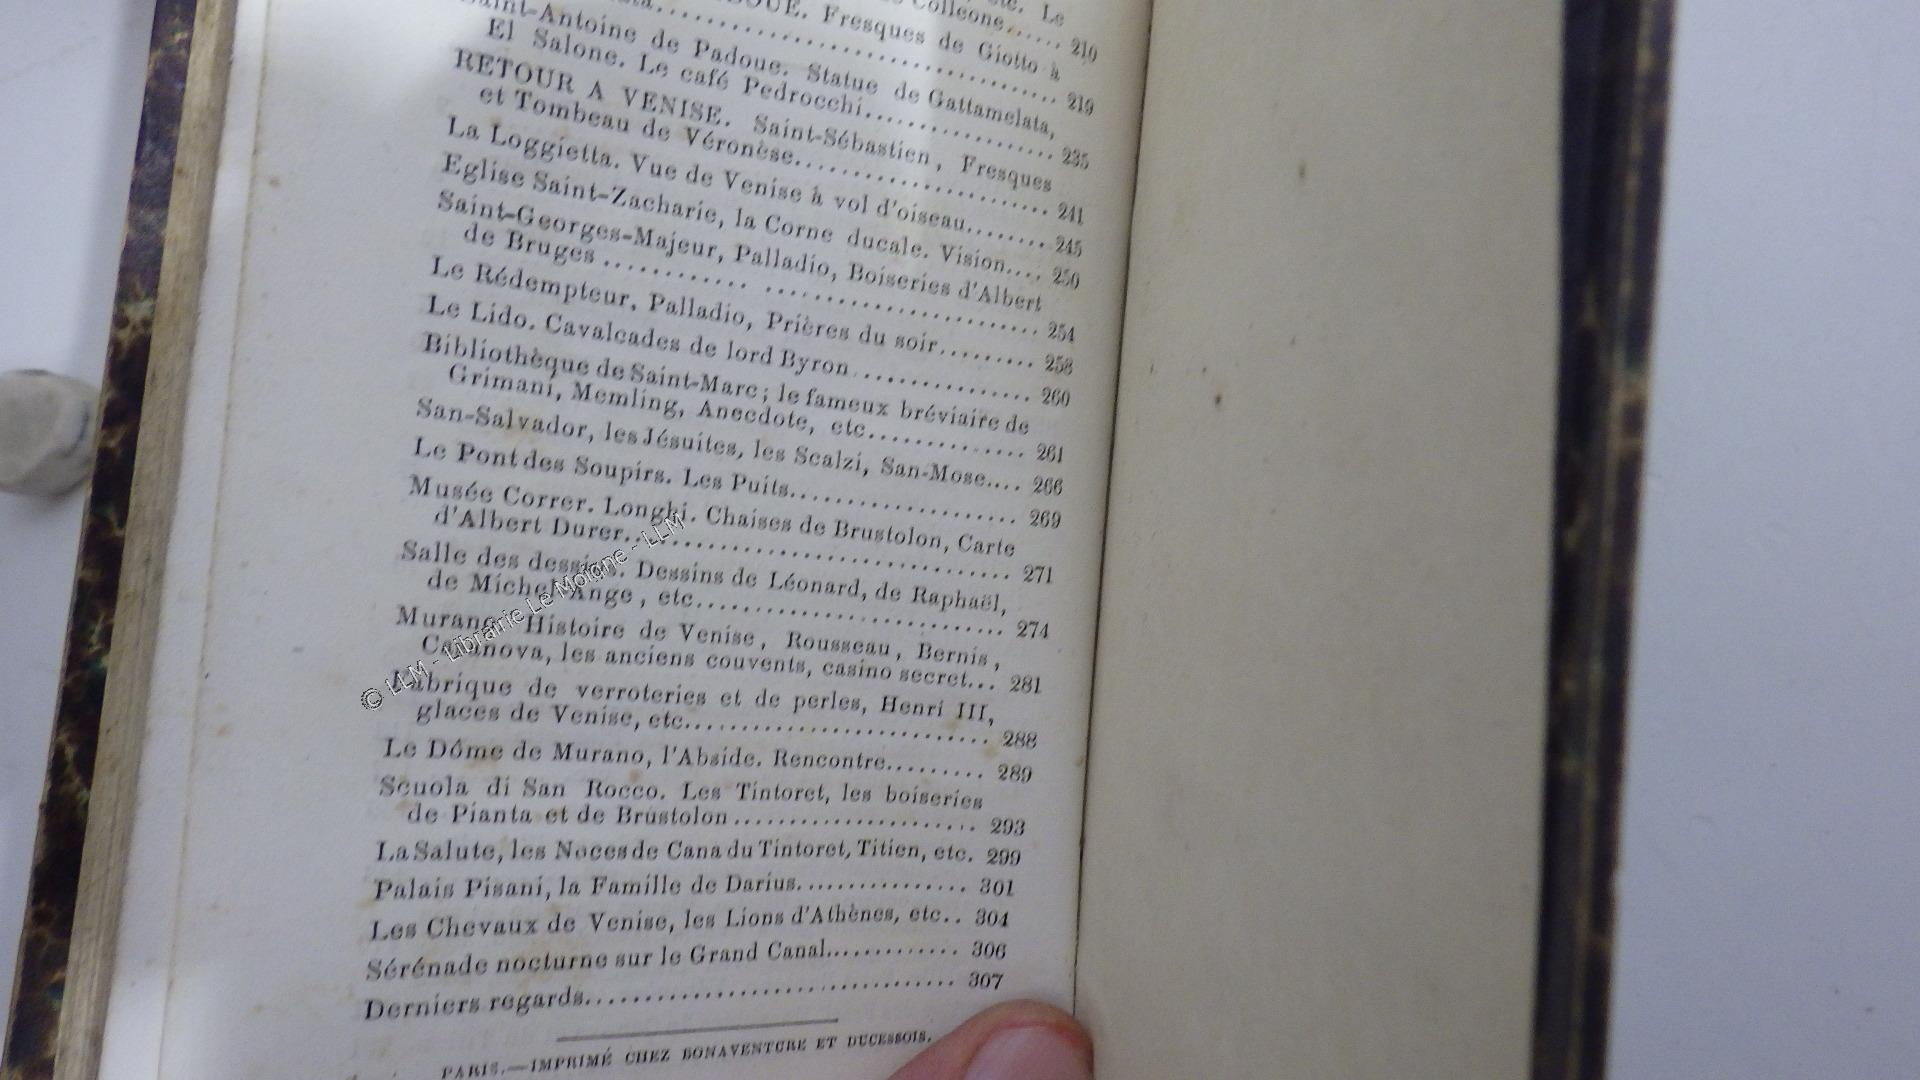 Colleone...... 210
DOUE. Fresques de Giotto à
219
Saint-Antoine de Padoue. Statue de Gattamelata,
El Salone. Le café Pedrocchi.................. 235
RETOUR A VENISE. Saint-Sébastien, Fresques
et Tombeau de Véronèse........................ 241
La Loggietta. Vue de Venise à vol d'oiseau........ 245
Eglise Saint-Zacharie, la Corne ducale. Vision.... 250
Saint-Georges-Majeur, Palladio, Boiseries d'Albert
de Bruges .................................... 254
Le Rédempteur, Palladio, Prières du soir......... 258
Le Lido. Cavalcades de lord Byron............... 260
Bibliothèque de Saint-Marc; le fameux bréviaire de
Grimani, Memling, Anecdote, etc............. 261
San-Salvador, les Jésuites, les Scalzi, San-Mose.... 266
Le Pont des Soupirs. Les Puits................... 269
Musée Correr. Longhi. Chaises de Brustolon, Carte
d'Albert Durer................................ 271
Salle des dessins. Dessins de Léonard, de Raphaël,
de Michel-Ange, etc.......................... 274
Murano. Histoire de Venise, Rousseau, Bernis,
Casanova, les anciens couvents, casino secret... 281
Fabrique de verroteries et de perles, Henri III,
glaces de Venise, etc......................... 288
Le Dôme de Murano, l'Abside. Rencontre......... 289
Scuola di San Rocco. Les Tintoret, les boiseries
de Pianta et de Brustolon...................... 293
La Salute, les Noces de Cana du Tintoret, Titien, etc. 299
Palais Pisani, la Famille de Darius............... 301
Les Chevaux de Venise, les Lions d'Athènes, etc.. 304
Sérénade nocturne sur le Grand Canal............. 306
Derniers regards................................ 307
PARIS.—IMPRIMÉ CHEZ BONAVENTURE ET DUCESSOIS.
© LLM - Librairie Le Moigne - LLM